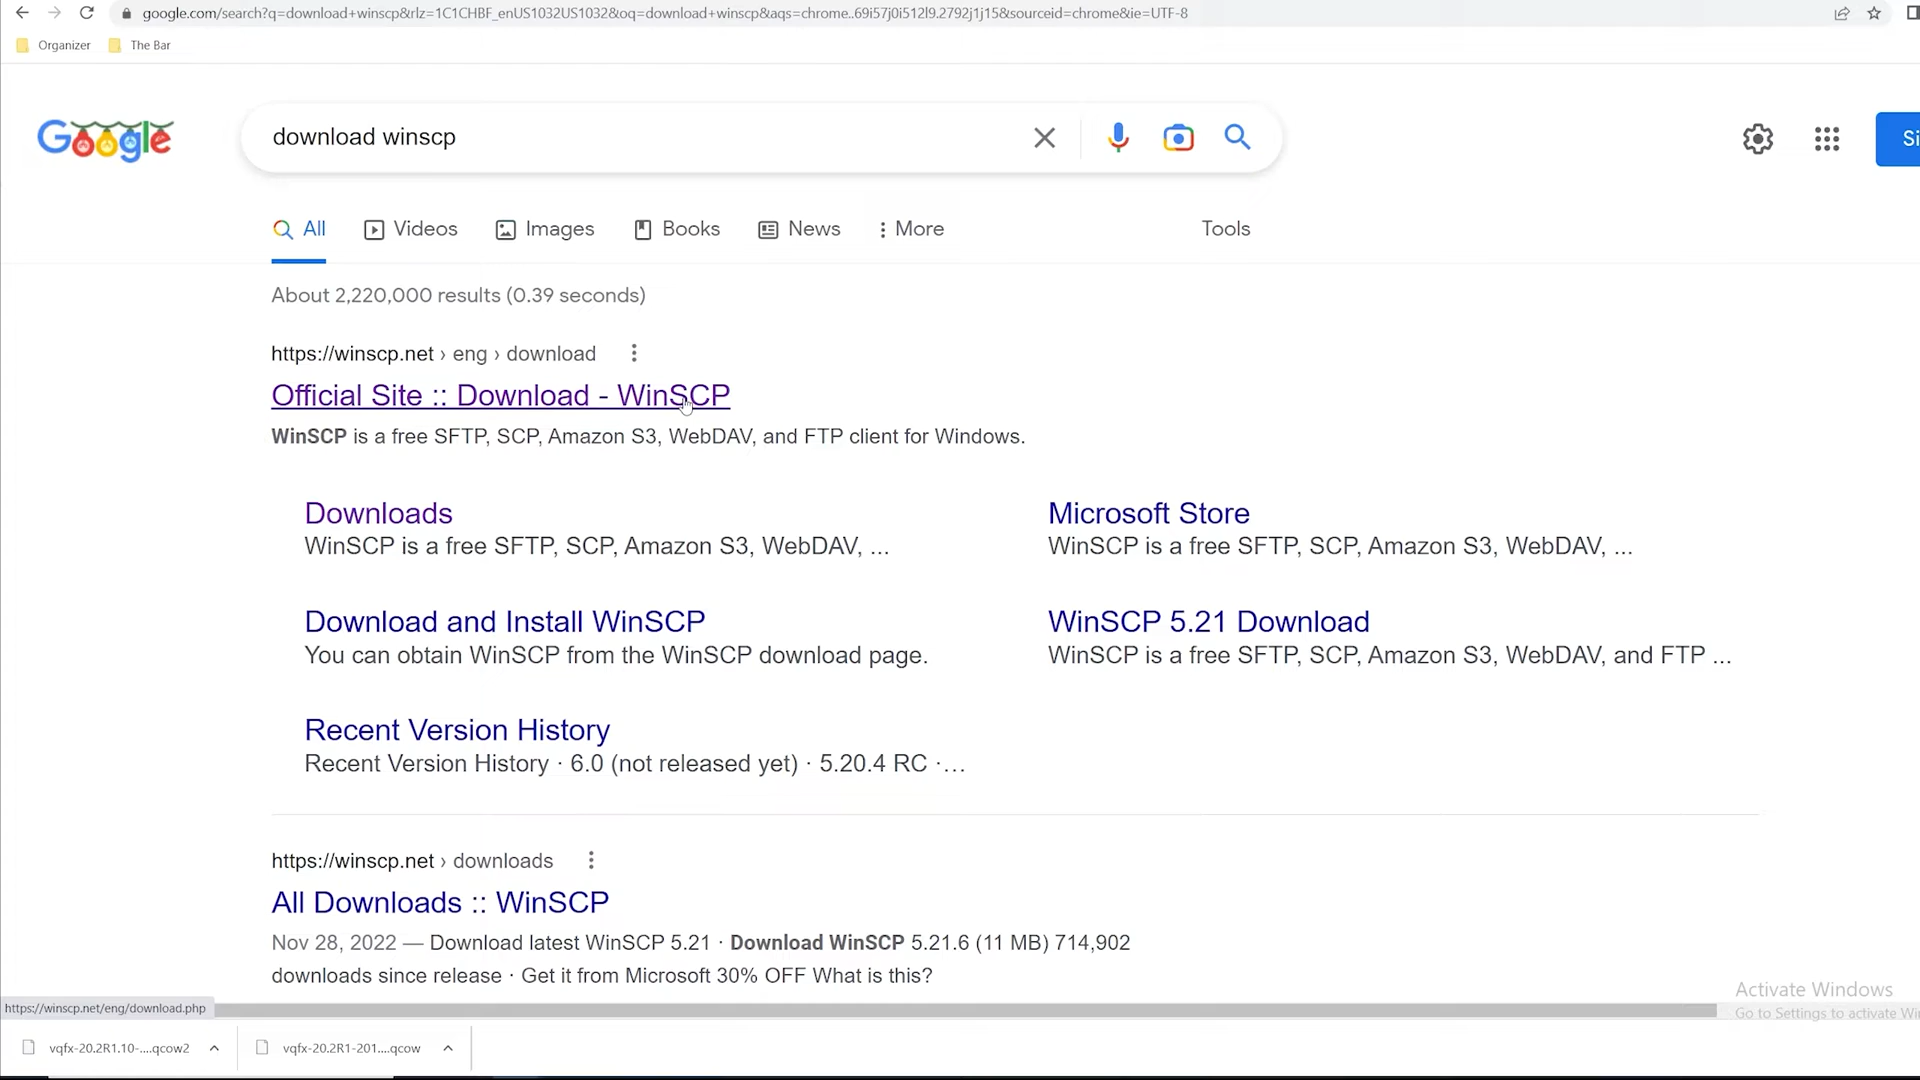 google.com/search?q=download+winscp&rlz=1C1CHBF_enUS1032US1032&oq=download+winscp&aqs=chrome..69i57j0i512l9.2792j1j15&sourceid=chrome&ie=UTF-8
Organizer The Bar
Google
download winscp
Si
All Videos Images Books News More Tools
About 2,220,000 results (0.39 seconds)
https://winscp.net › eng › download
Official Site :: Download - WinSCP
WinSCP is a free SFTP, SCP, Amazon S3, WebDAV, and FTP client for Windows.
Downloads
WinSCP is a free SFTP, SCP, Amazon S3, WebDAV, ...
Microsoft Store
WinSCP is a free SFTP, SCP, Amazon S3, WebDAV, ...
Download and Install WinSCP
You can obtain WinSCP from the WinSCP download page.
WinSCP 5.21 Download
WinSCP is a free SFTP, SCP, Amazon S3, WebDAV, and FTP ...
Recent Version History
Recent Version History · 6.0 (not released yet) · 5.20.4 RC ·...
https://winscp.net › downloads
All Downloads :: WinSCP
Nov 28, 2022 — Download latest WinSCP 5.21 · Download WinSCP 5.21.6 (11 MB) 714,902
downloads since release · Get it from Microsoft 30% OFF What is this?
Activate Windows
Go to Settings to activate Wi
https://winscp.net/eng/download.php
vqfx-20.2R1.10-....qcow2 vqfx-20.2R1-201....qcow